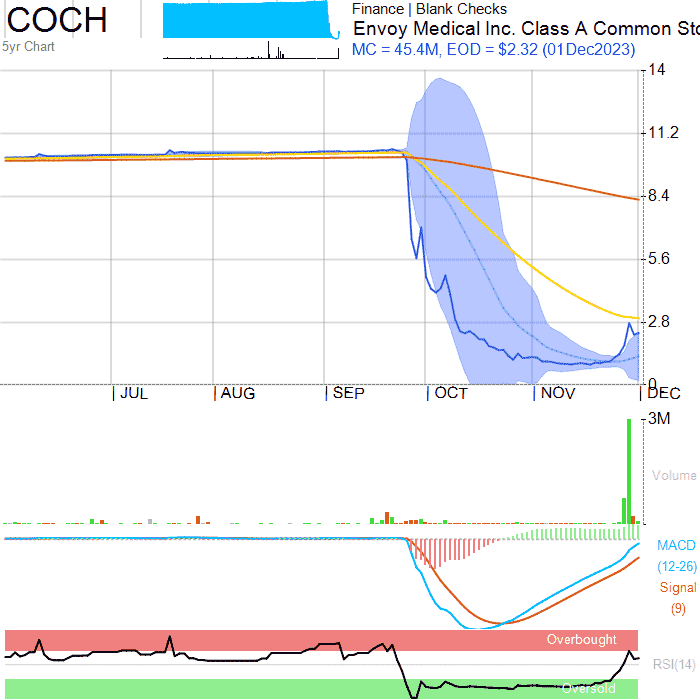 COCH
5yr Chart
Finance | Blank Checks
Envoy Medical Inc. Class A Common Sto
MC = 45.4M, EOD = $2.32 (01Dec2023)
14
11.2
8.4
5.6
2.8
0
JUL AUG SEP OCT NOV DEC
3M
Volume
MACD
(12-26)
Signal
(9)
Overbought
RSI(14)
Oversold